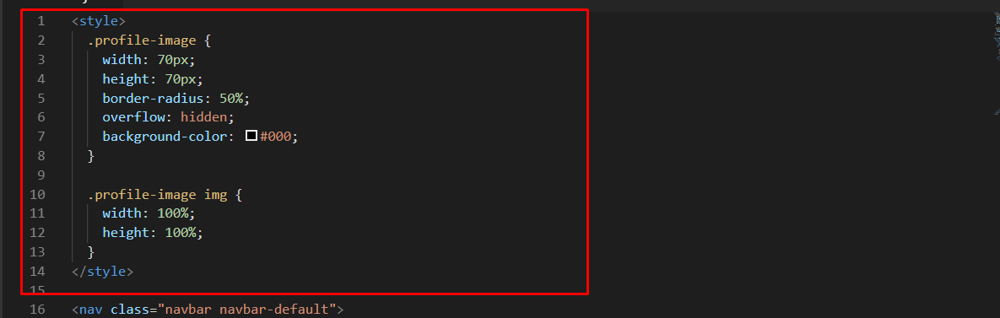 1 <style>
2 .profile-image {
3 width: 70px;
4 height: 70px;
5 border-radius: 50%;
6 overflow: hidden;
7 background-color: #000;
8 }
9
10 .profile-image img {
11 width: 100%;
12 height: 100%;
13 }
14 </style>
15
16 <nav class="navbar navbar-default">